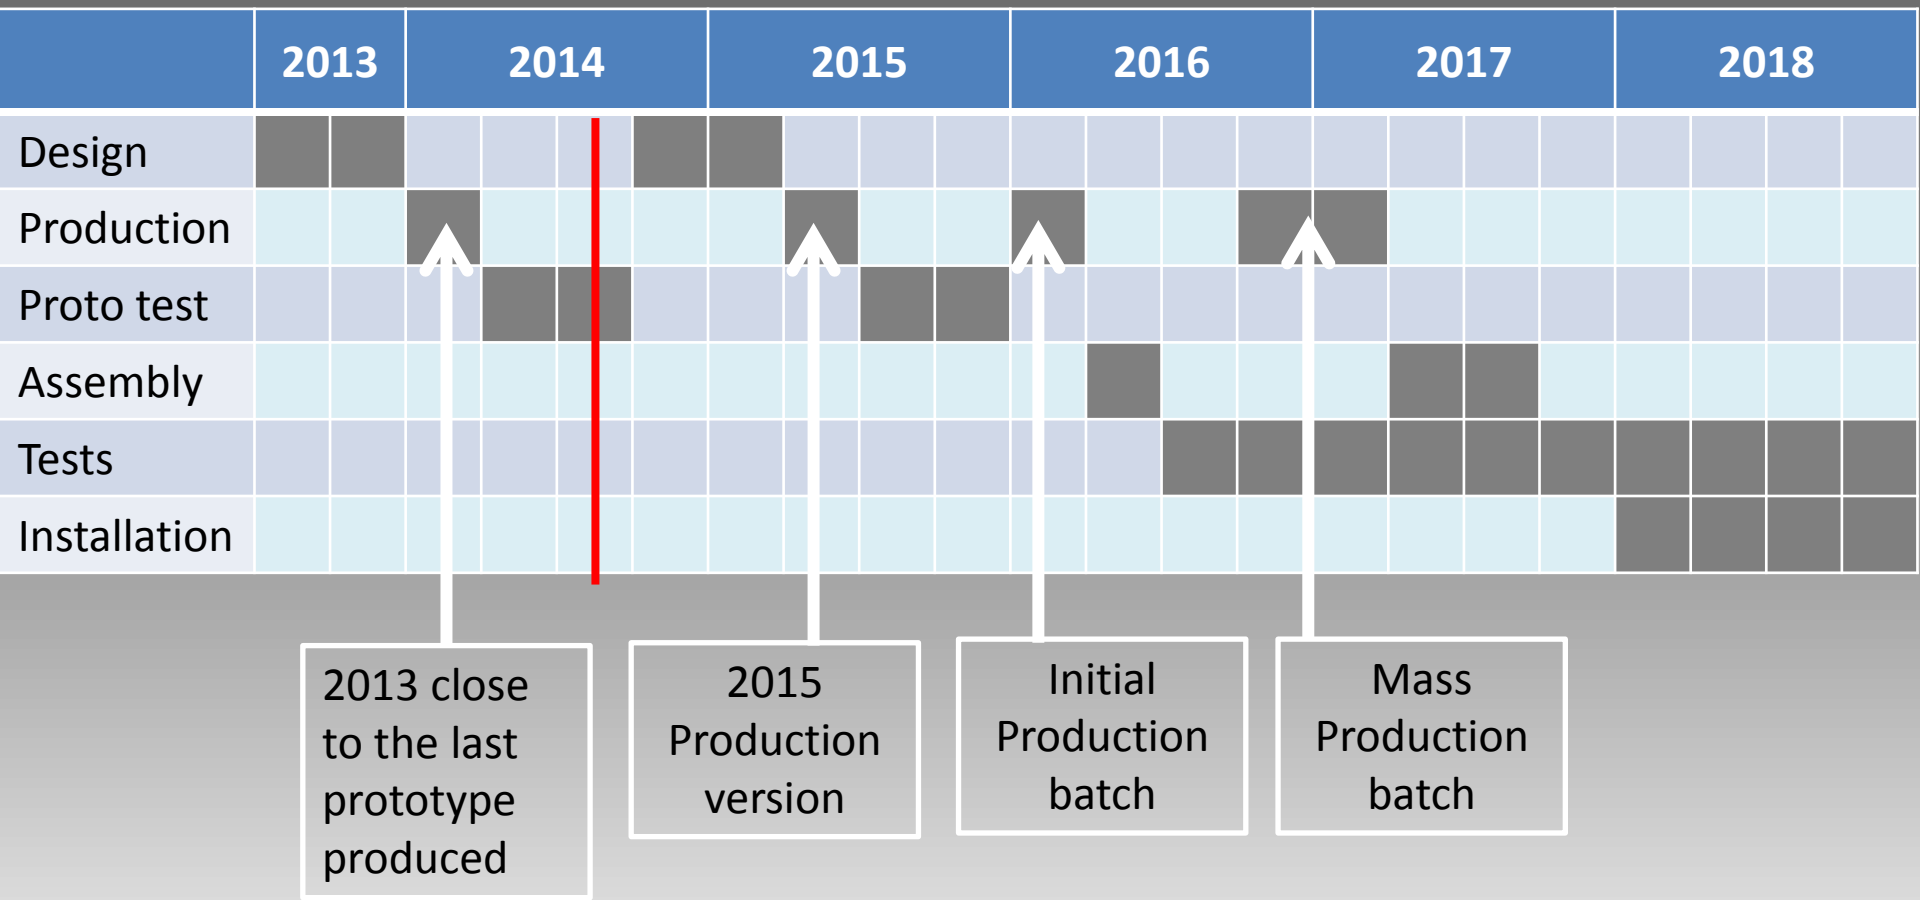 2013 2014 2015 2016 2017 2018
Design
Production
Proto test
Assembly
Tests
Installation
2013 close
to the last
prototype
produced
2015
Production
version
Initial
Production
batch
Mass
Production
batch